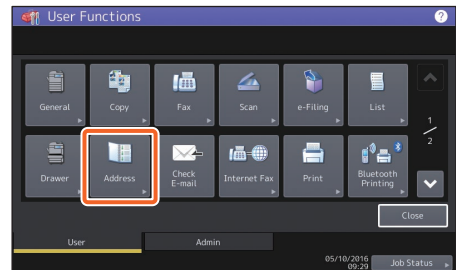 User Functions
?
General
Copy
Fax
Scan
e-Filing
List
1
2
Drawer
Address
Check
E-mail
Internet Fax
Print
Bluetooth
Printing
Close
User
Admin
05/10/2016
09:29
Job Status